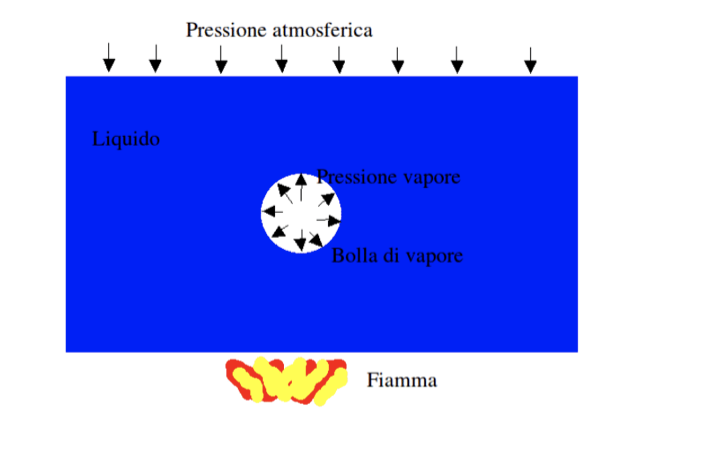 Pressione atmosferica
Liquido
Pressione vapore
Bolla di vapore
Fiamma